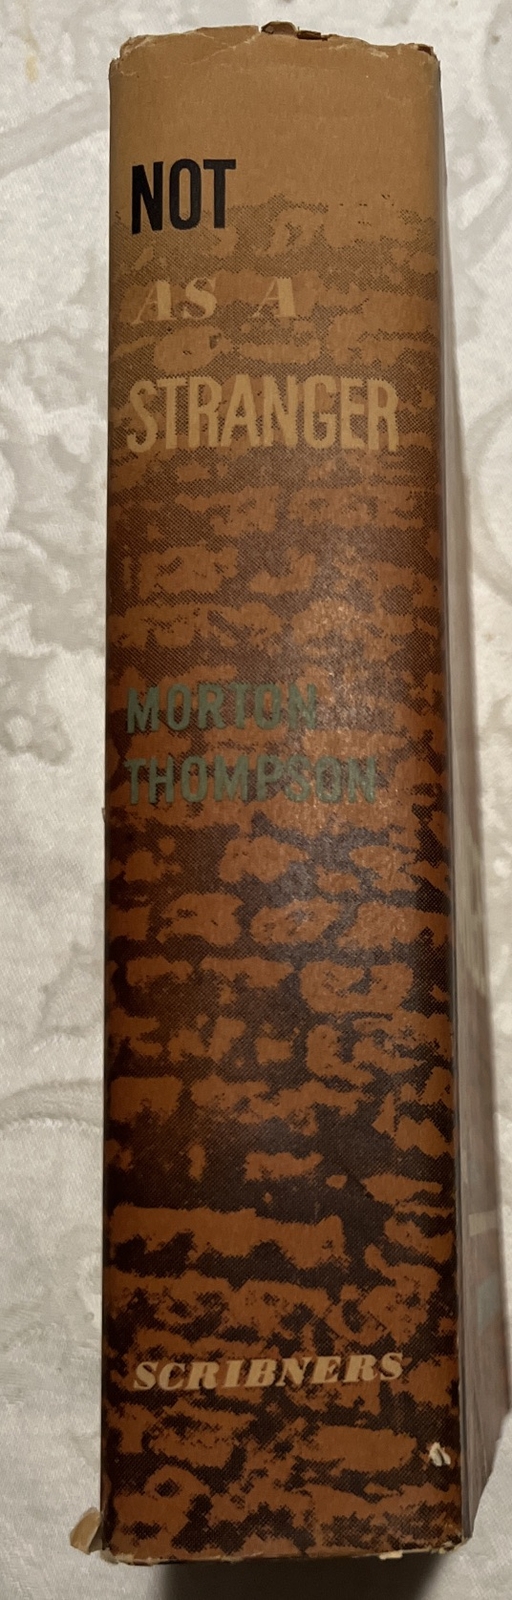 NOT
AS A
STRANGER
MORTON
THOMPSON
SCRIBNERS